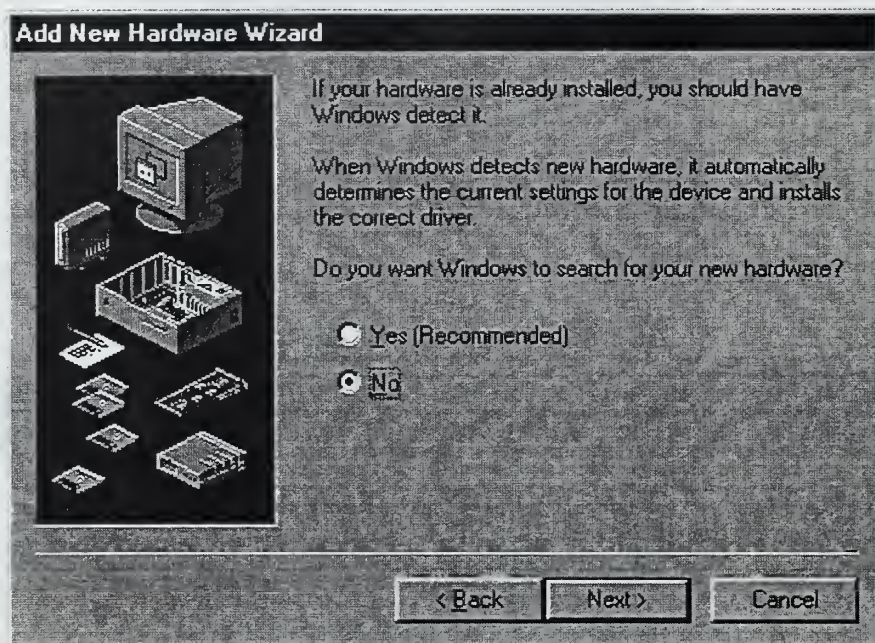 Add New Hardware Wizard
If your hardware is already installed, you should have
Windows detect it.
When Windows detects new hardware, it automatically
determines the current settings for the device and installs
the correct driver.
Do you want Windows to search for your new hardware?
Yes (Recommended)
No
< Back
Next >
Cancel